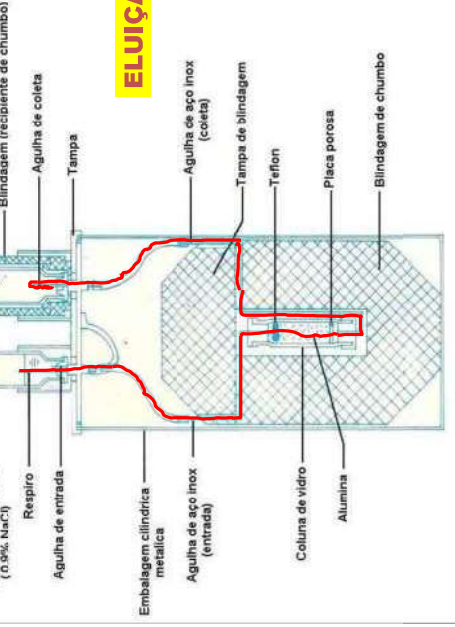 (0.9% NaCl)
Respiro
Agulha de entrada
Embalagem cilíndrica
metalica
Agulha de aço inox
(entrada)
Coluna de vidro
Alumina
Blindagem (recipiente de chumbo)
Agulha de coleta
Tampa
ELUIÇÃ
Agulha de aço inox
(coleta)
Tampa de blindagem
Teflon
Placa porosa
Blindagem de chumbo